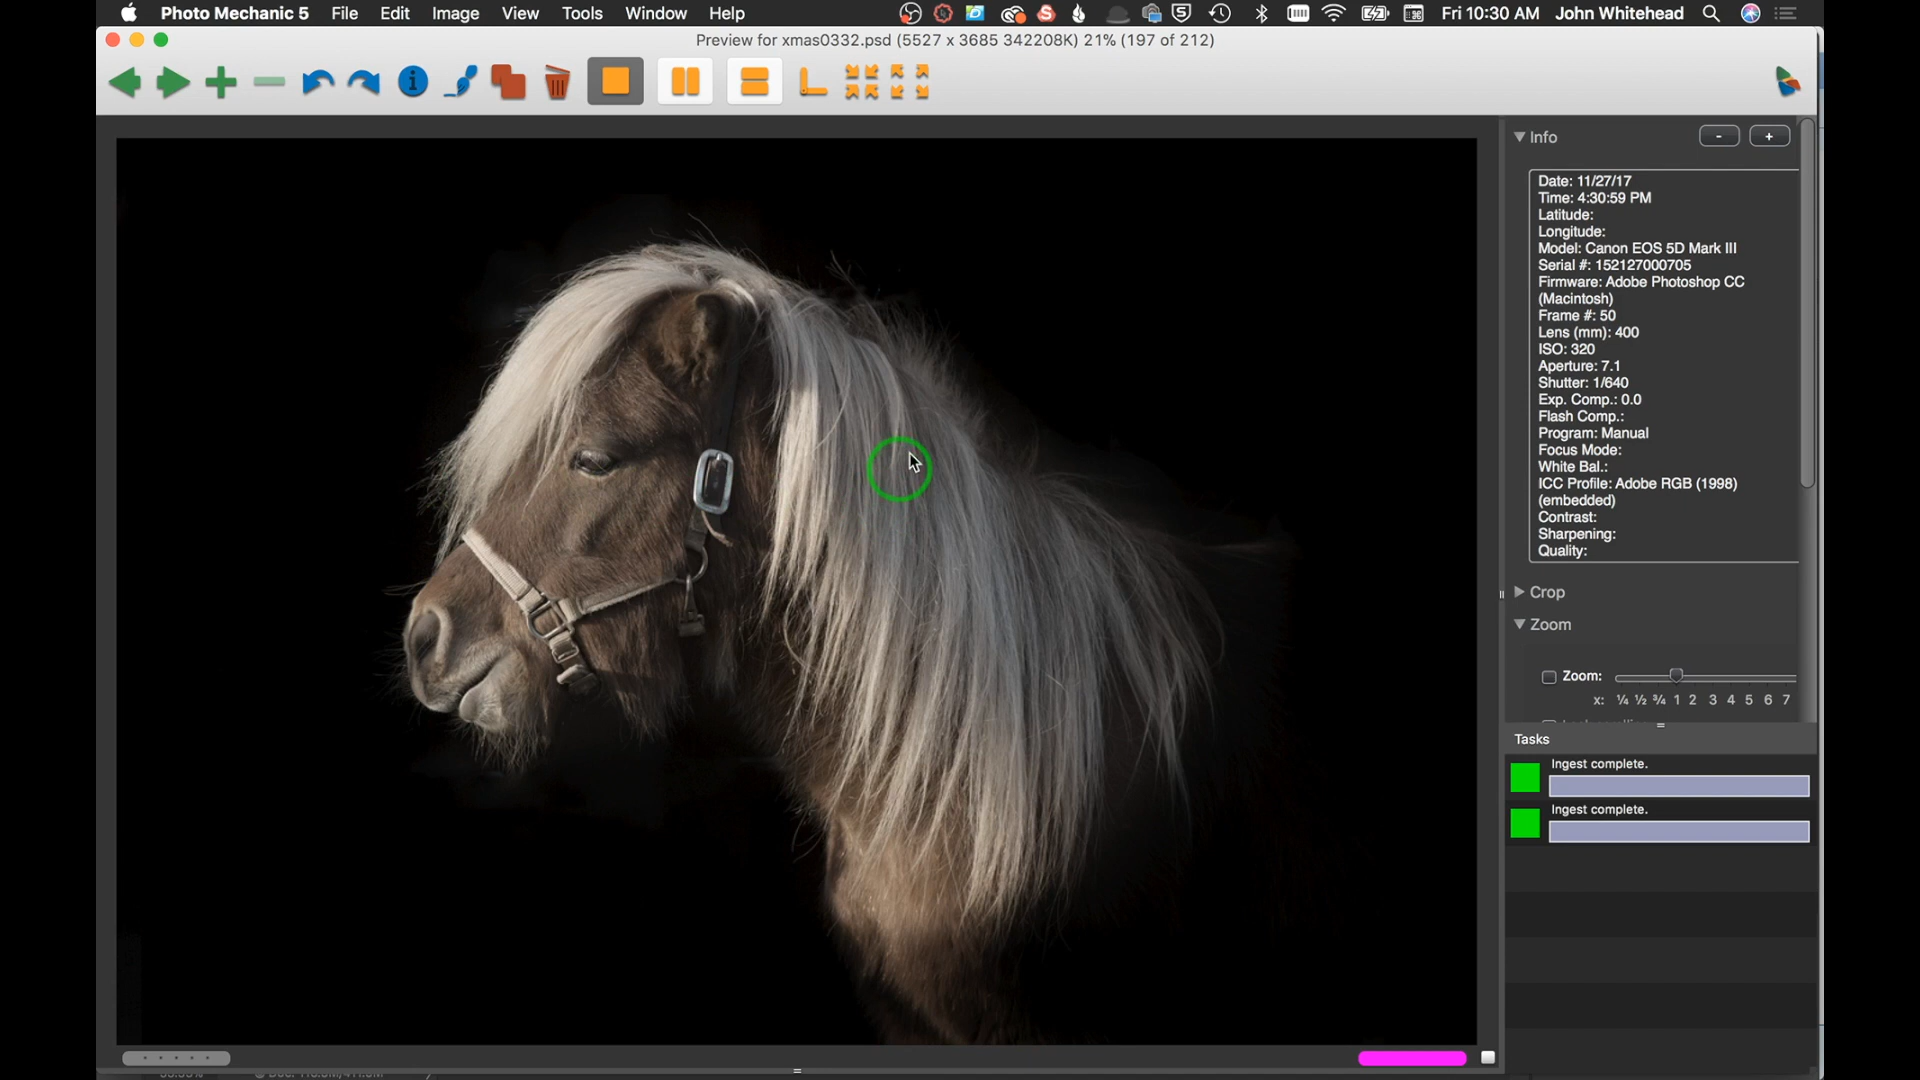 Photo Mechanic 5 File Edit Image View Tools Window Help Fri 10:30 AM John Whitehead
Preview for xmas0332.psd (5527 x 3685 342208K) 21% (197 of 212)
Info - +
Date: 11/27/17
Time: 4:30:59 PM
Latitude:
Longitude:
Model: Canon EOS 5D Mark III
Serial #: 152127000705
Firmware: Adobe Photoshop CC
(Macintosh)
Frame #: 50
Lens (mm): 400
ISO: 320
Aperture: 7.1
Shutter: 1/640
Exp. Comp.: 0.0
Flash Comp.:
Program: Manual
Focus Mode:
White Bal.:
ICC Profile: Adobe RGB (1998)
(embedded)
Contrast:
Sharpening:
Quality:
Crop
Zoom
Zoom:
x: ¼ ½ ¾ 1 2 3 4 5 6 7
Tasks
Ingest complete.
Ingest complete.